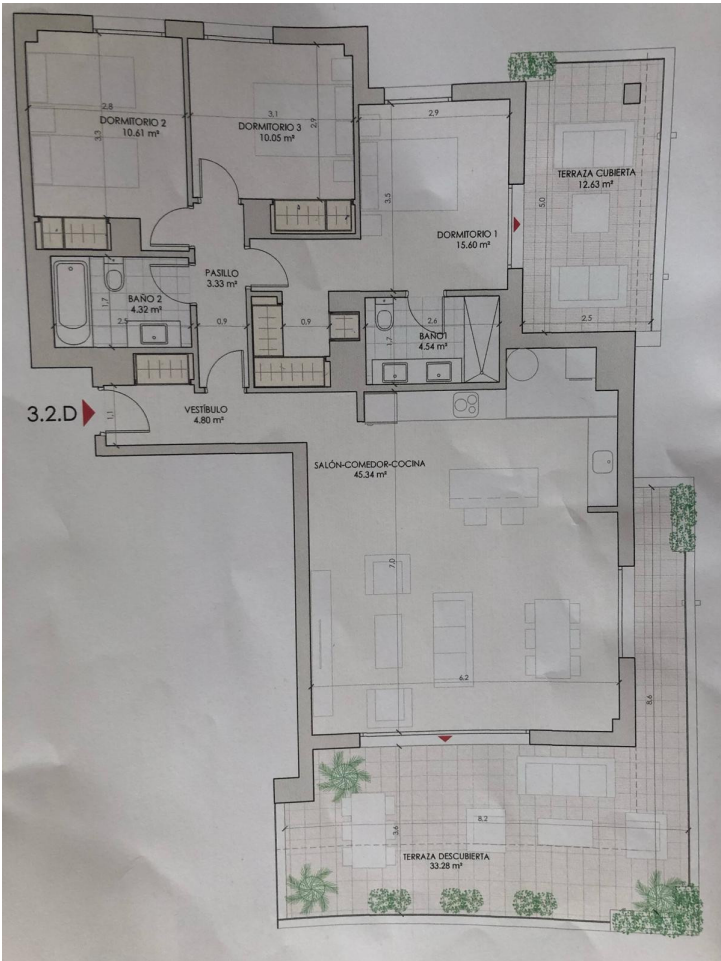 2.8
DORMITORIO 2
10.61 m²
3.3
3.1
DORMITORIO 3
10.05 m²
2.9
2.9
3.5
DORMITORIO 1
15.60 m²
TERRAZA CUBIERTA
12.63 m²
5.0
2.5
PASILLO
3.33 m²
BAÑO 2
4.32 m²
1.7
2.5
0.9
0.9
2.6
BAÑO 1
4.54 m²
1.7
3.2.D
1.1
VESTÍBULO
4.80 m²
SALÓN-COMEDOR-COCINA
45.34 m²
7.0
6.2
8.6
8.2
3.6
TERRAZA DESCUBIERTA
33.28 m²